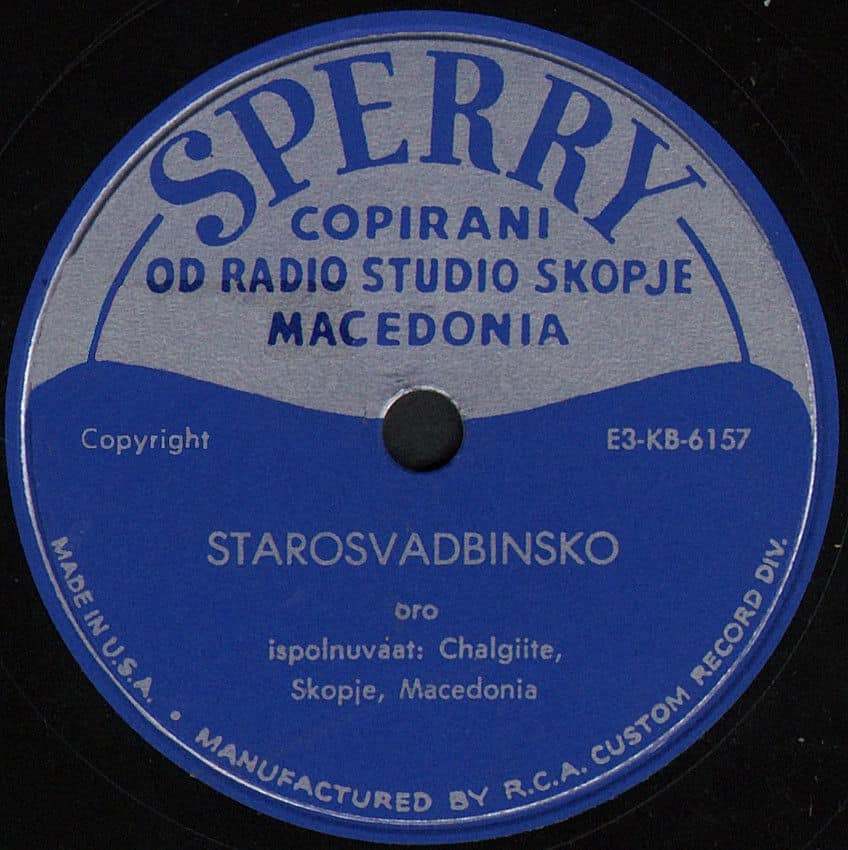 SPERRY
COPIRANI
OD RADIO STUDIO SKOPJE
MACEDONIA
Copyright
E3-KB-6157
STAROSVADBINSKO
oro
ispolnuvaat: Chalgiite,
Skopje, Macedonia
MADE IN U.S.A. • MANUFACTURED BY R.C.A. CUSTOM RECORD DIV.